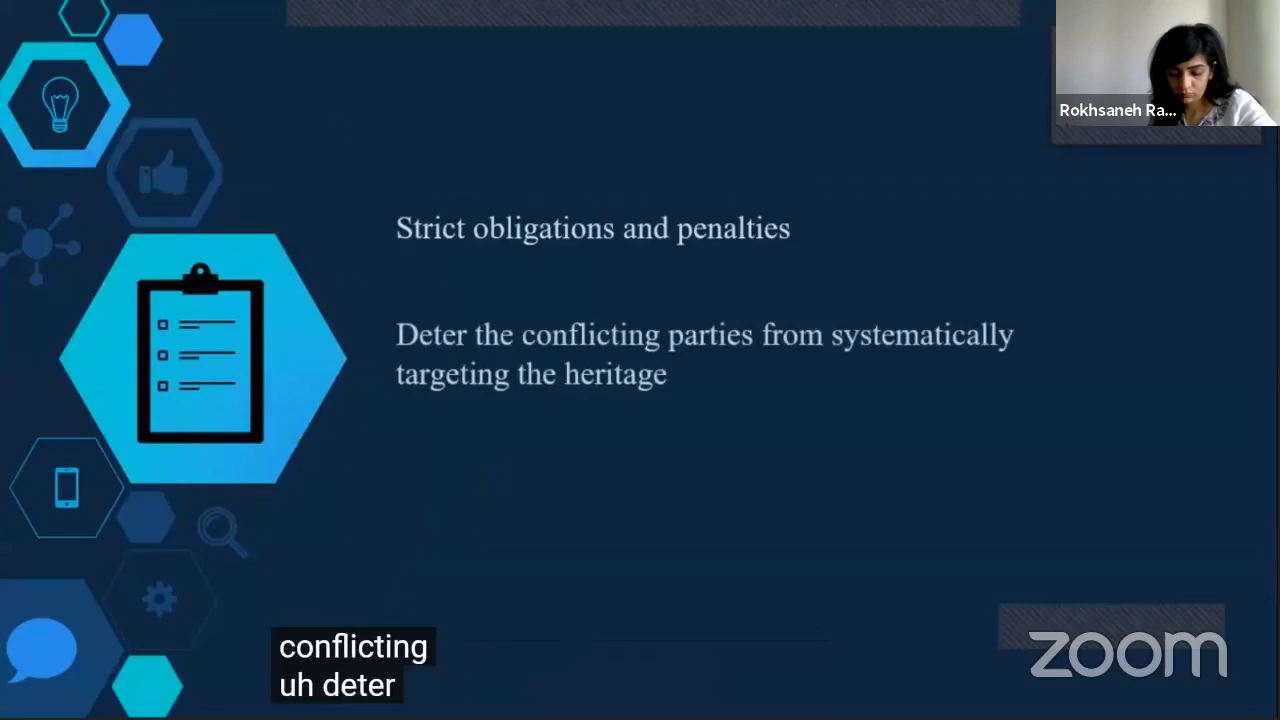 Rokhsaneh Ra...
Strict obligations and penalties
Deter the conflicting parties from systematically
targeting the heritage
conflicting
uh deter
zoom